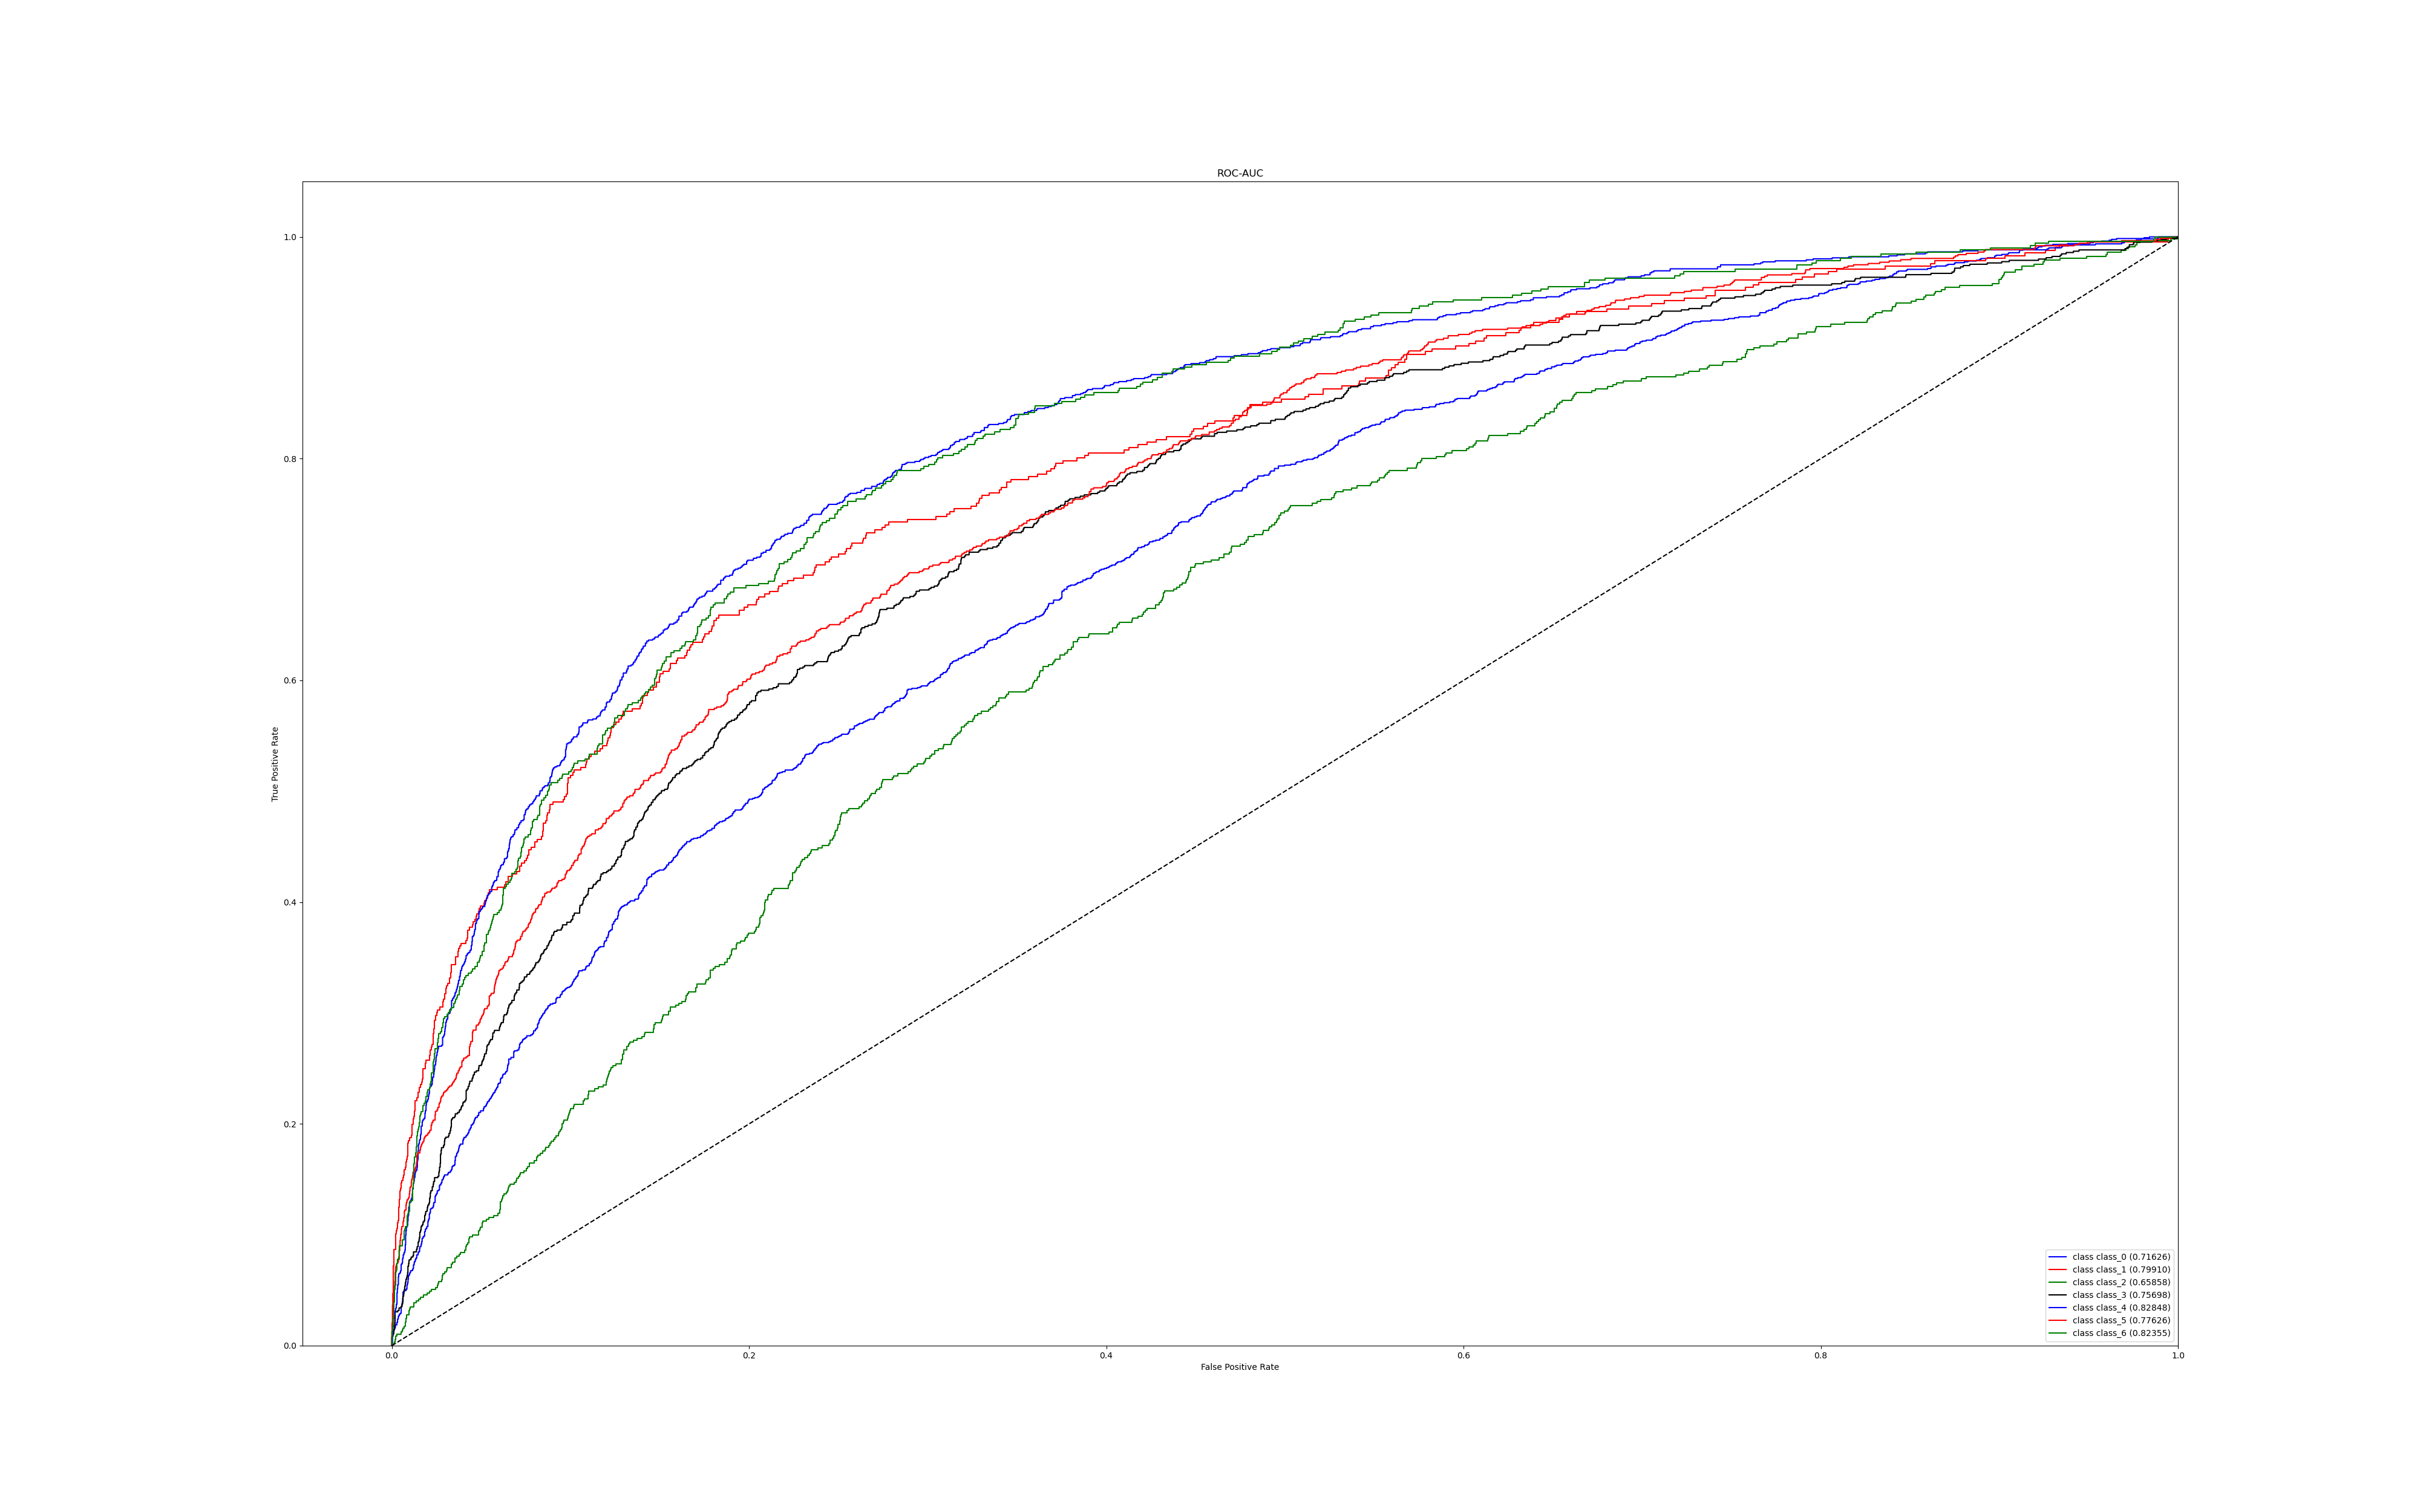 ROC-AUC
1.0
0.8
0.6
0.4
0.2
0.0
True Positive Rate
0.0 0.2 0.4 0.6 0.8 1.0
False Positive Rate
class class_0 (0.71626)
class class_1 (0.79910)
class class_2 (0.65858)
class class_3 (0.75698)
class class_4 (0.82848)
class class_5 (0.77626)
class class_6 (0.82355)